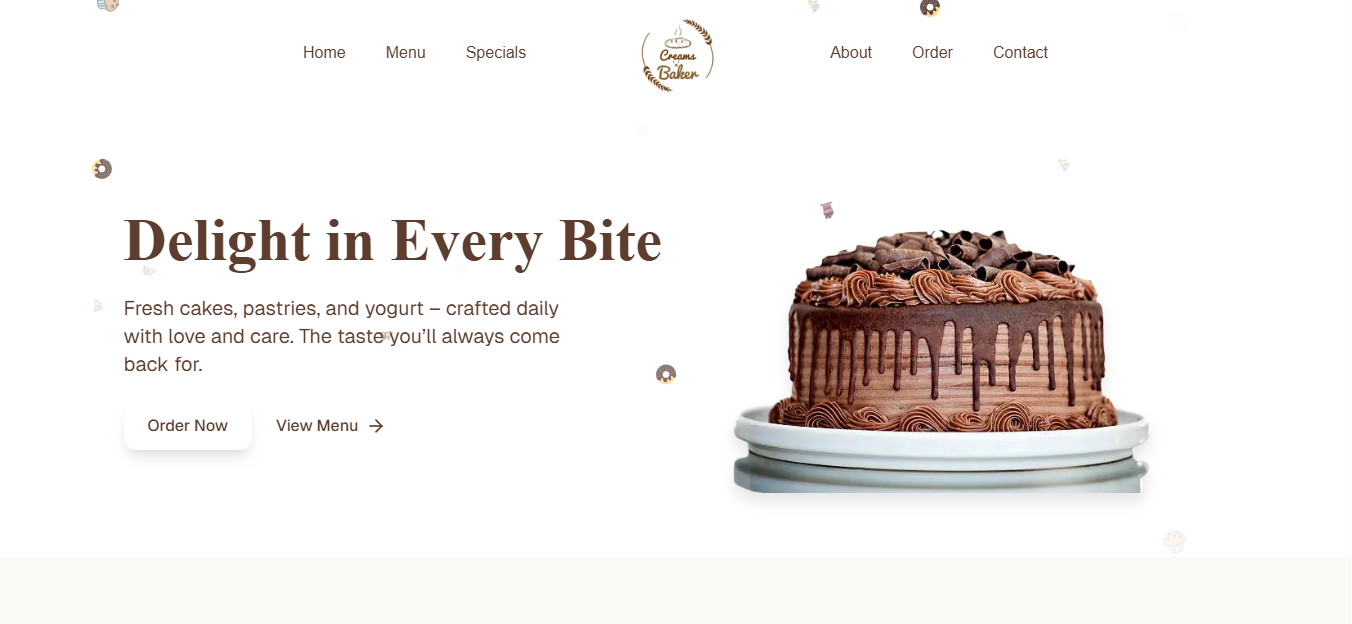 Home Menu Specials
Creams
Baker
About Order Contact
Delight in Every Bite
Fresh cakes, pastries, and yogurt – crafted daily
with love and care. The taste you’ll always come
back for.
Order Now View Menu →